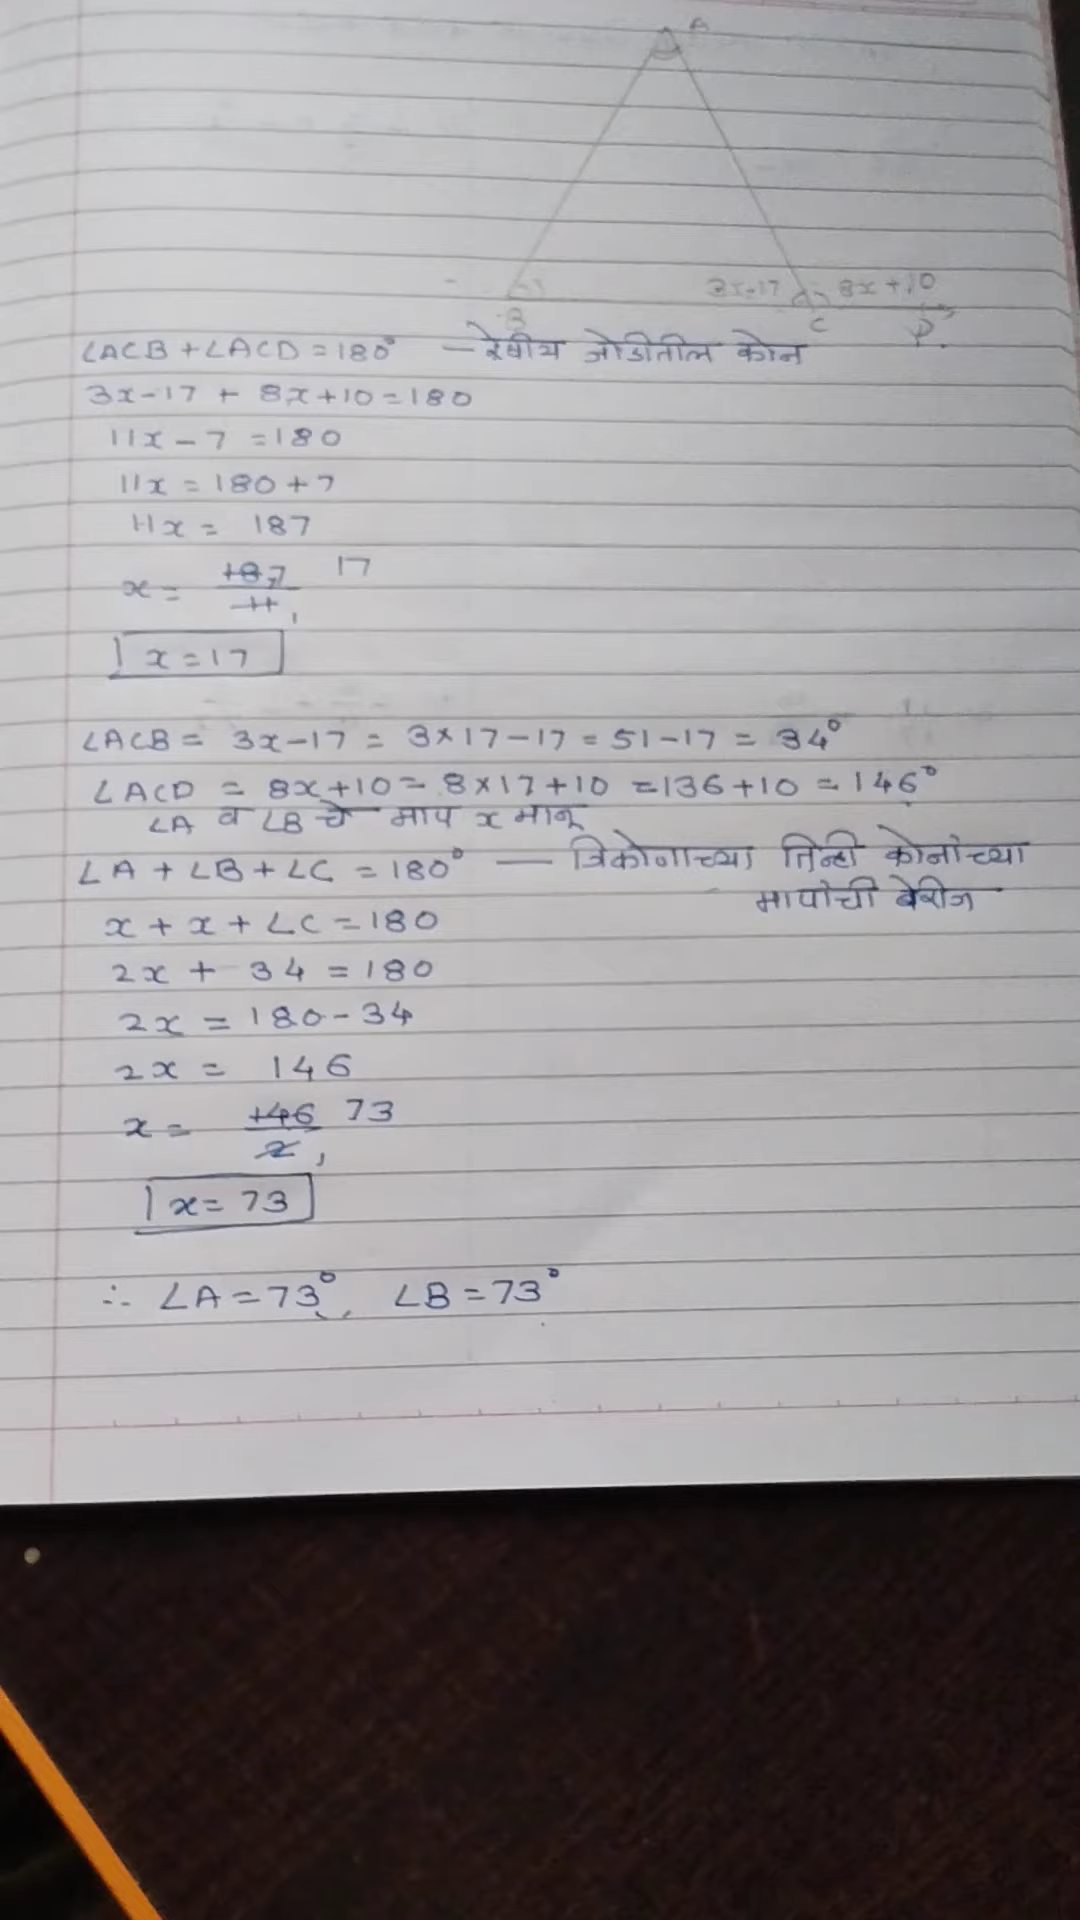 A
3x-17 8x+10
B C D
∠ACB + ∠ACD = 180° — रेषीय जोडीतील कोन
3x-17 + 8x+10 = 180
11x - 7 = 180
11x = 180 + 7
11x = 187
x = 187/11 17
x = 17
∠ACB = 3x-17 = 3×17-17 = 51-17 = 34°
∠ACD = 8x+10 = 8×17+10 = 136+10 = 146°
∠A व ∠B चे माप x मानू
∠A + ∠B + ∠C = 180° — त्रिकोणाच्या तिन्ही कोनांच्या
मापांची बेरीज
x + x + ∠C = 180
2x + 34 = 180
2x = 180 - 34
2x = 146
x = 146/2 73
x = 73
∴ ∠A = 73°, ∠B = 73°